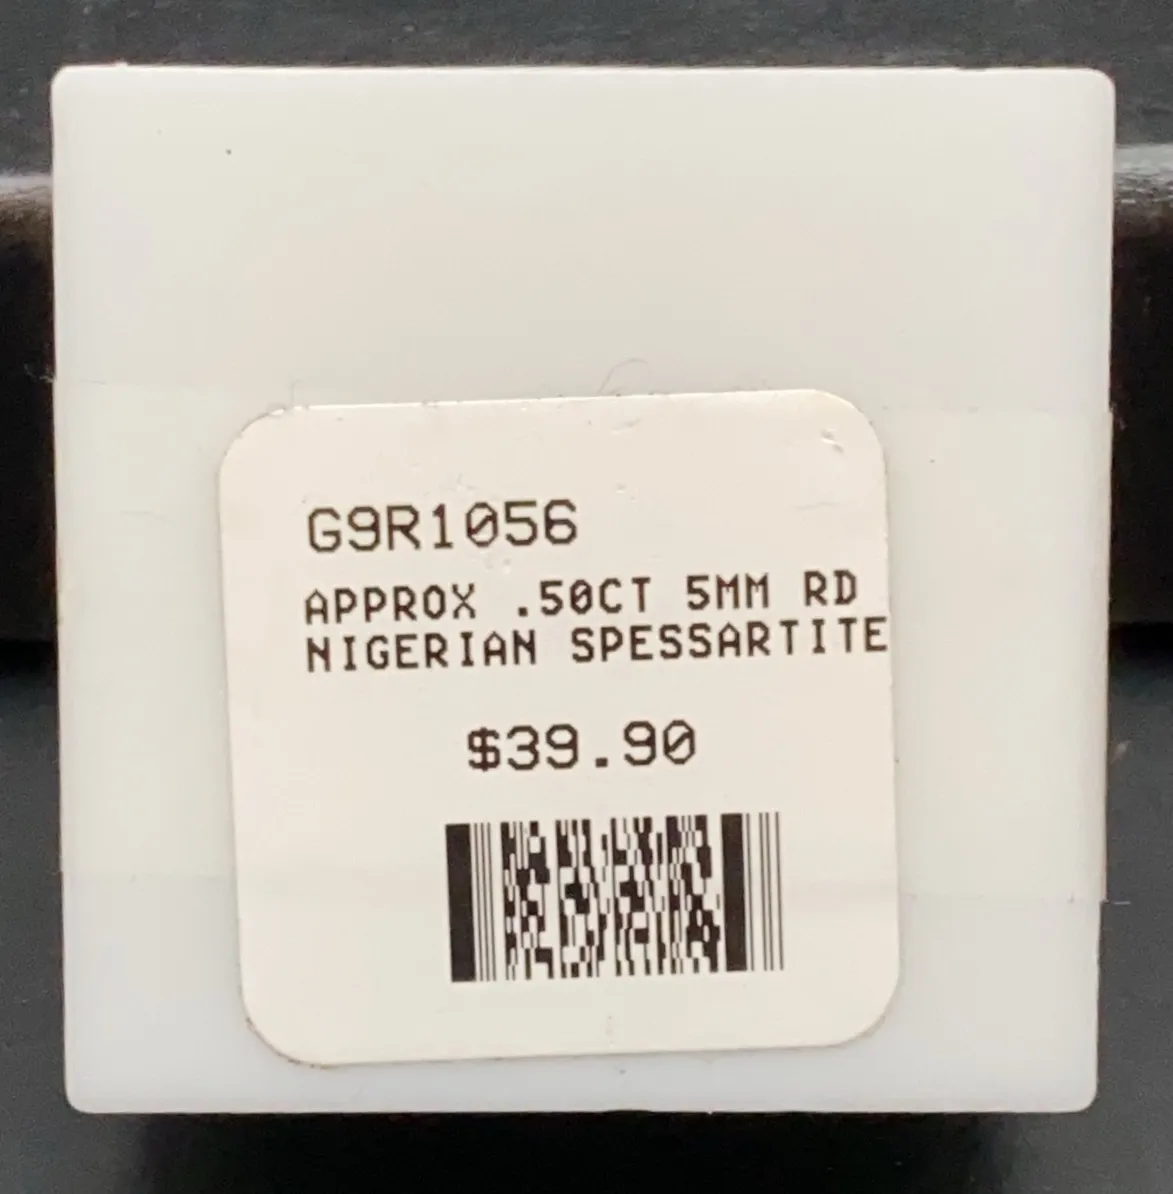 G9R1056
APPROX .50CT 5MM RD
NIGERIAN SPESSARTITE
$39.90